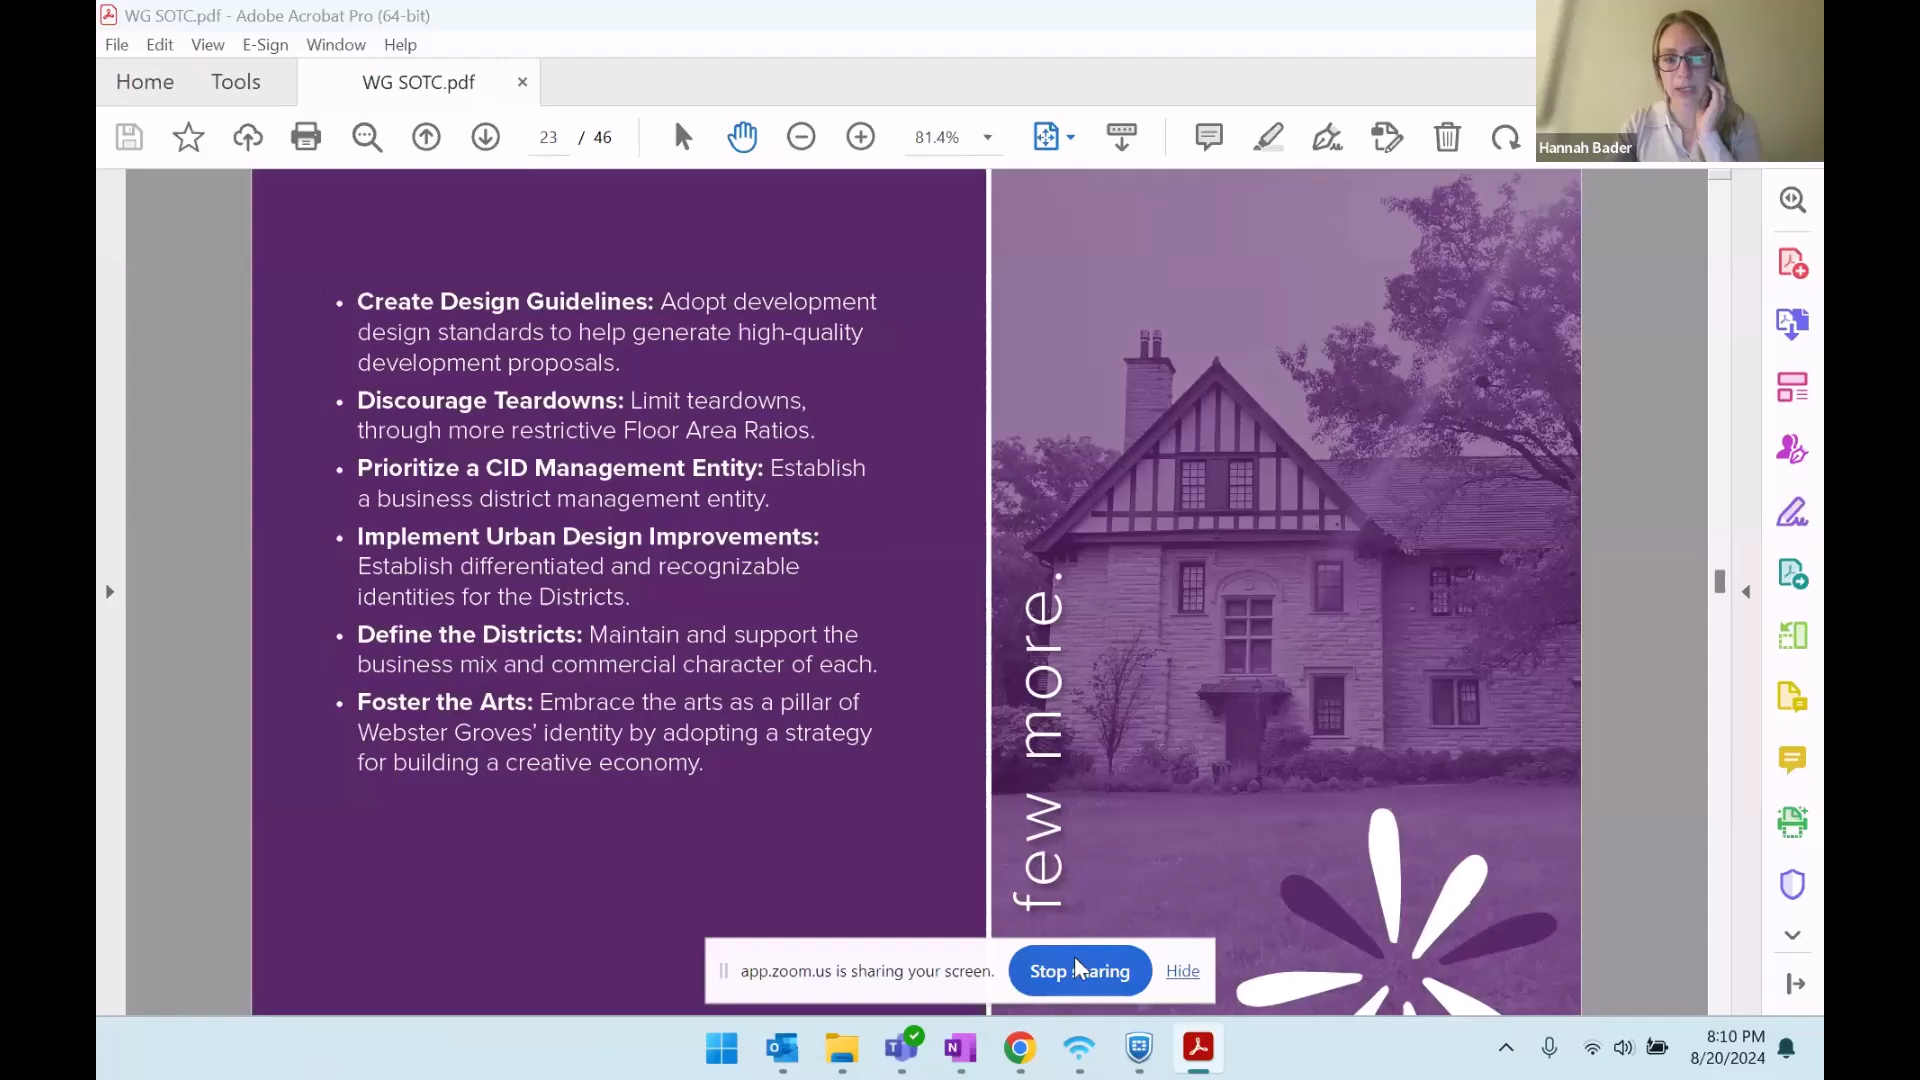 WG SOTC.pdf - Adobe Acrobat Pro (64-bit)
File Edit View E-Sign Window Help
Home Tools WG SOTC.pdf
23 / 46 81.4%
Hannah Bader
• Create Design Guidelines: Adopt development
design standards to help generate high-quality
development proposals.
• Discourage Teardowns: Limit teardowns,
through more restrictive Floor Area Ratios.
• Prioritize a CID Management Entity: Establish
a business district management entity.
• Implement Urban Design Improvements:
Establish differentiated and recognizable
identities for the Districts.
• Define the Districts: Maintain and support the
business mix and commercial character of each.
• Foster the Arts: Embrace the arts as a pillar of
Webster Groves’ identity by adopting a strategy
for building a creative economy.
few more.
app.zoom.us is sharing your screen. Stop sharing Hide
8:10 PM
8/20/2024